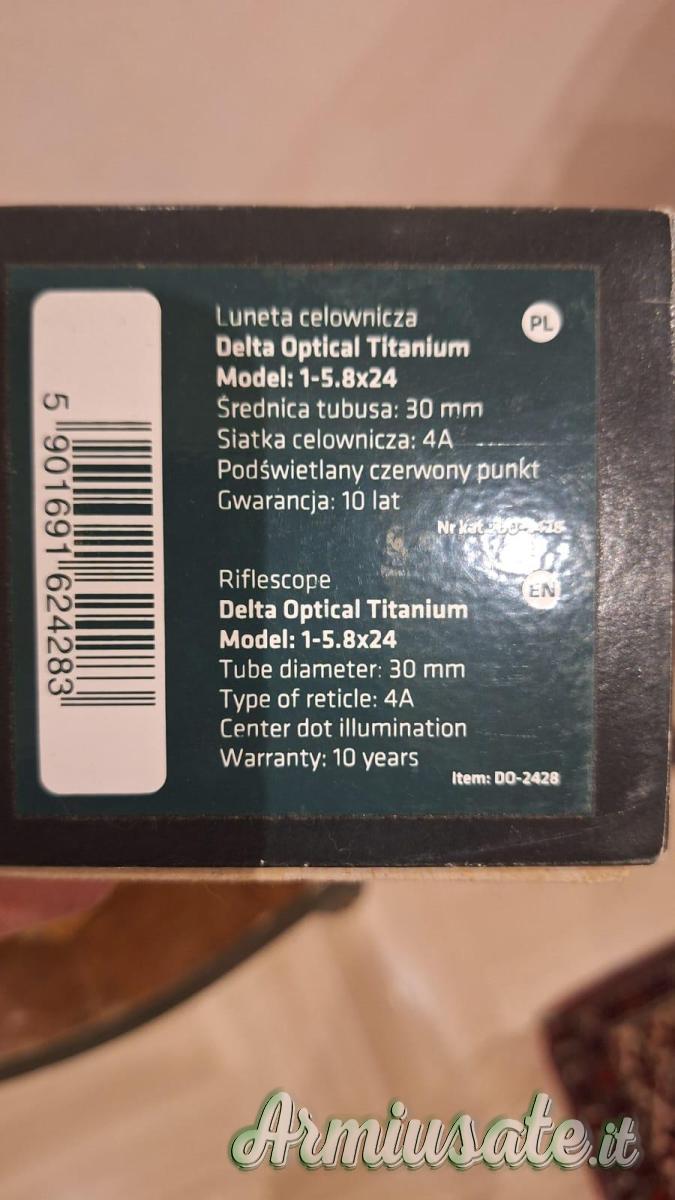 5 901691 624283
Luneta celownicza
PL
Delta Optical Titanium
Model: 1-5.8x24
Średnica tubusa: 30 mm
Siatka celownicza: 4A
Podświetlany czerwony punkt
Gwarancja: 10 lat
Nr kat
Riflescope
EN
Delta Optical Titanium
Model: 1-5.8x24
Tube diameter: 30 mm
Type of reticle: 4A
Center dot illumination
Warranty: 10 years
Item: DO-2428
Armiusate.it